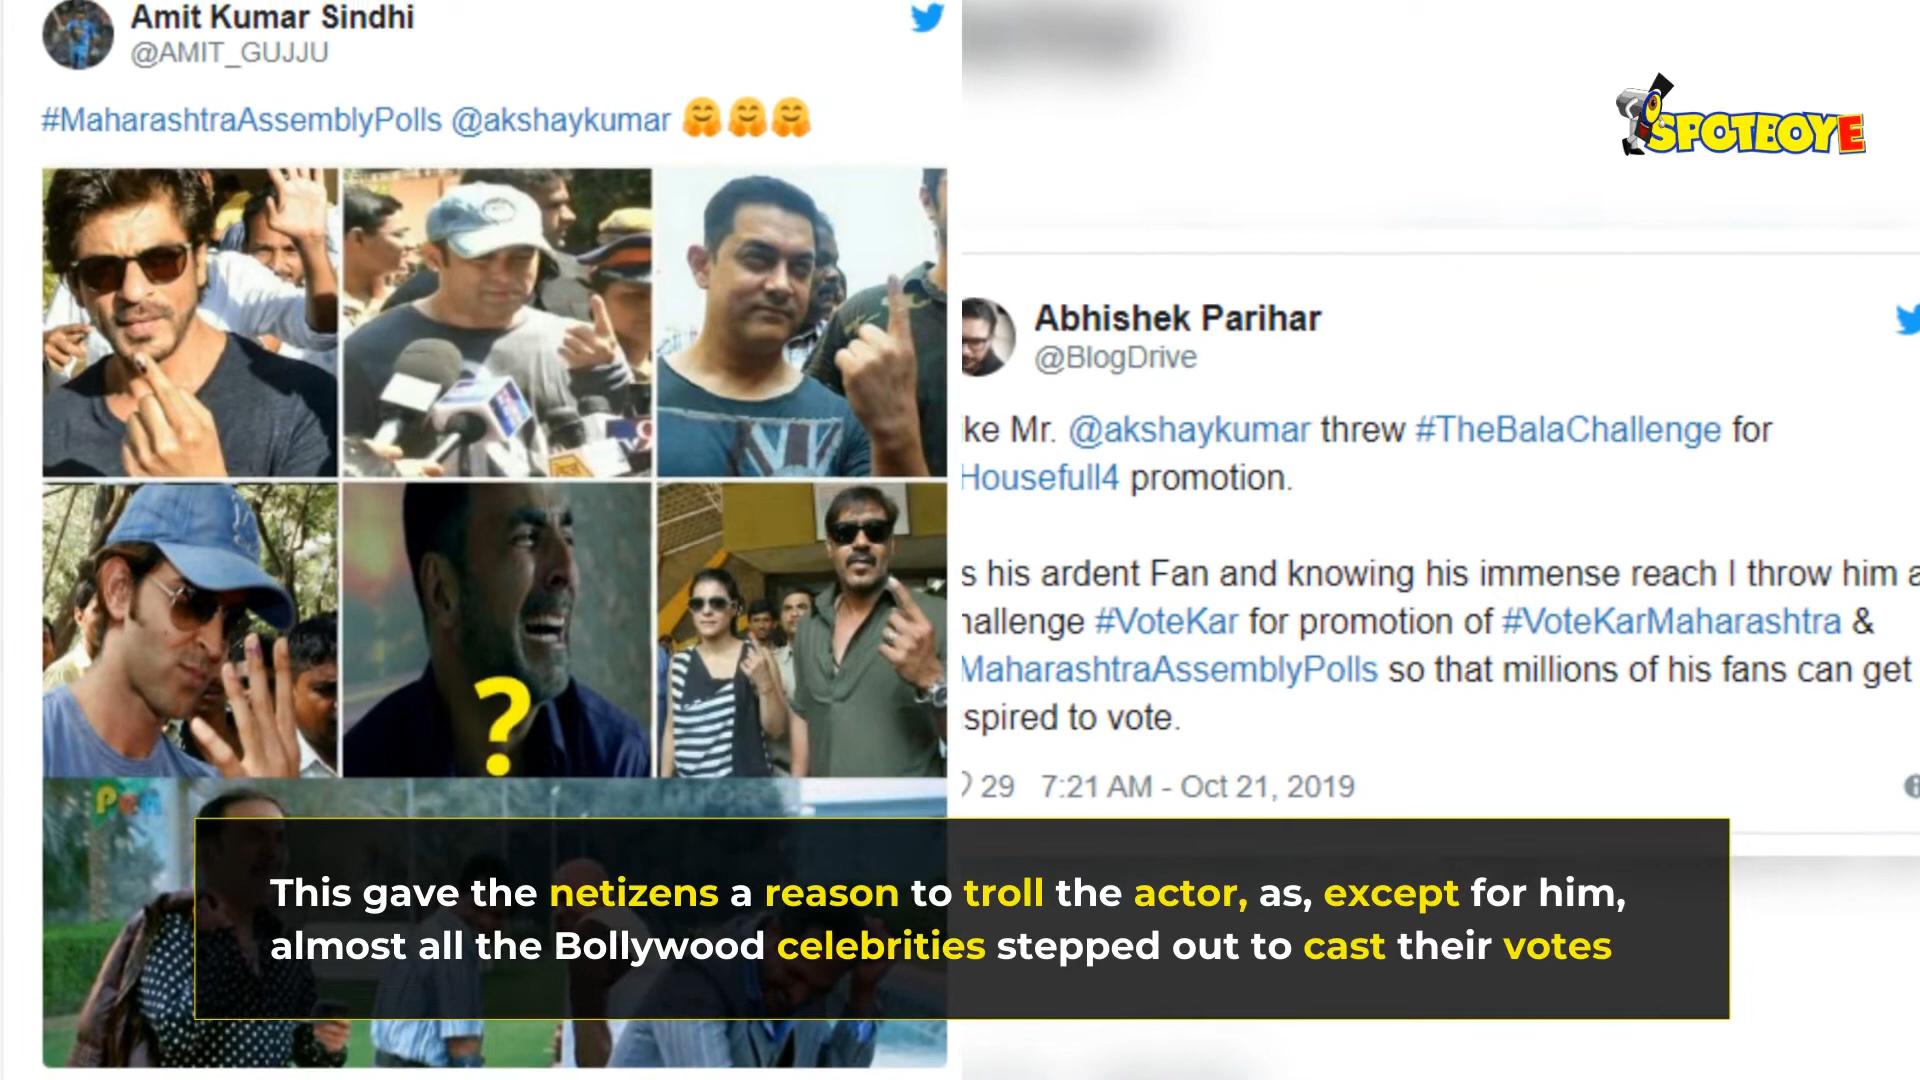 Amit Kumar Sindhi
@AMIT_GUJJU
#MaharashtraAssemblyPolls @akshaykumar 🤗🤗🤗
?
SPOTBOYE
Abhishek Parihar
@BlogDrive
ke Mr. @akshaykumar threw #TheBalaChallenge for
Housefull4 promotion.
s his ardent Fan and knowing his immense reach I throw him a
hallenge #VoteKar for promotion of #VoteKarMaharashtra &
MaharashtraAssemblyPolls so that millions of his fans can get
spired to vote.
29 7:21 AM - Oct 21, 2019
This gave the netizens a reason to troll the actor, as, except for him,
almost all the Bollywood celebrities stepped out to cast their votes